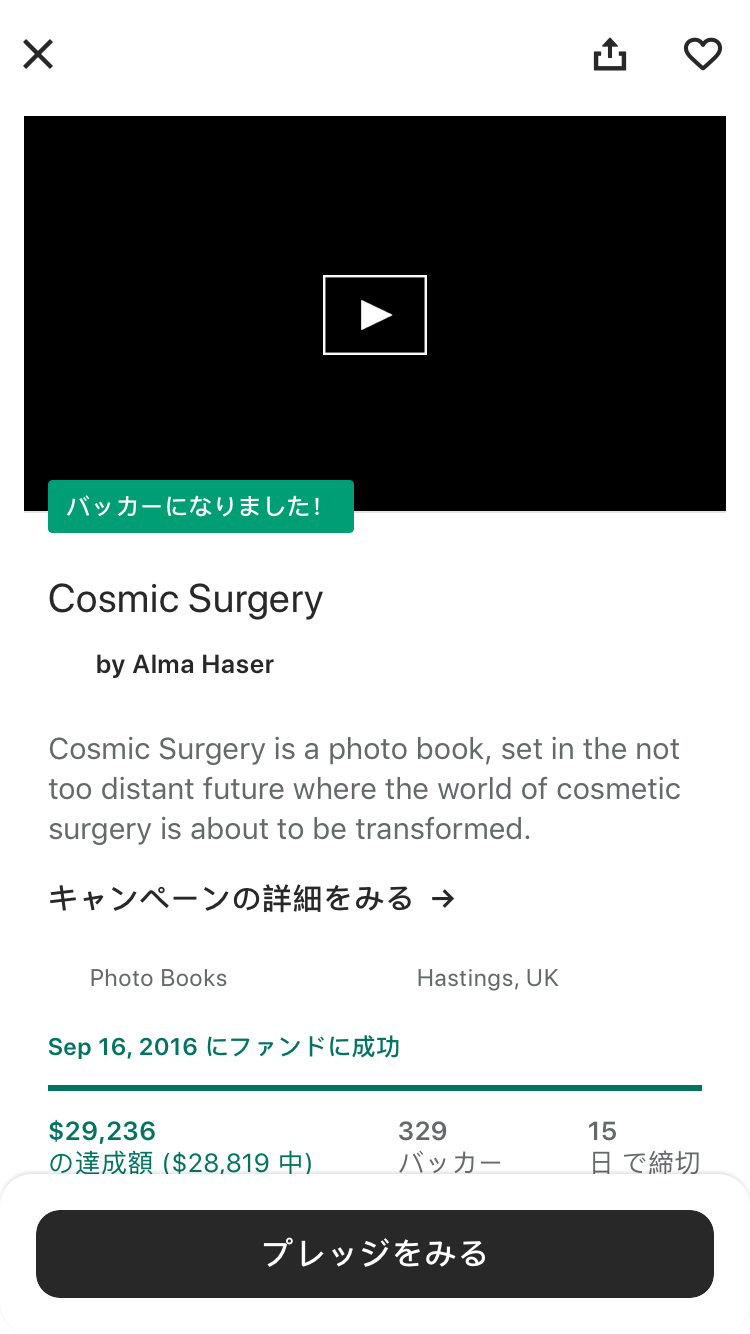 バッカーになりました!
Cosmic Surgery
by Alma Haser
Cosmic Surgery is a photo book, set in the not
too distant future where the world of cosmetic
surgery is about to be transformed.
キャンペーンの詳細をみる →
Photo Books
Hastings, UK
Sep 16, 2016 にファンドに成功
$29,236
の達成額 ($28,819 中)
329
バッカー
15
日 で締切
プレッジをみる